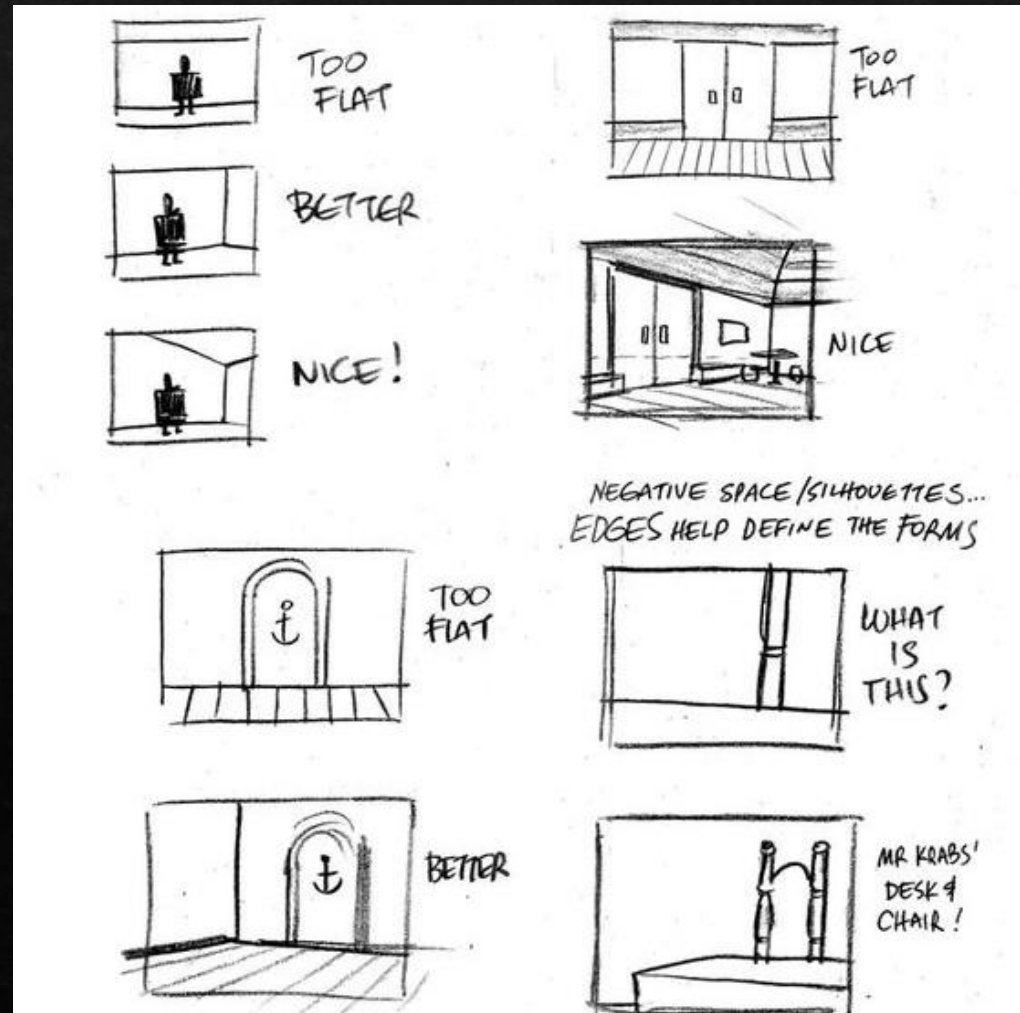 TOO
FLAT
BETTER
NICE!
TOO
FLAT
NICE
TOO
FLAT
BETTER
NEGATIVE SPACE/SILHOUETTES...
EDGES HELP DEFINE THE FORMS
WHAT
IS
THIS?
MR KRABS'
DESK &
CHAIR!